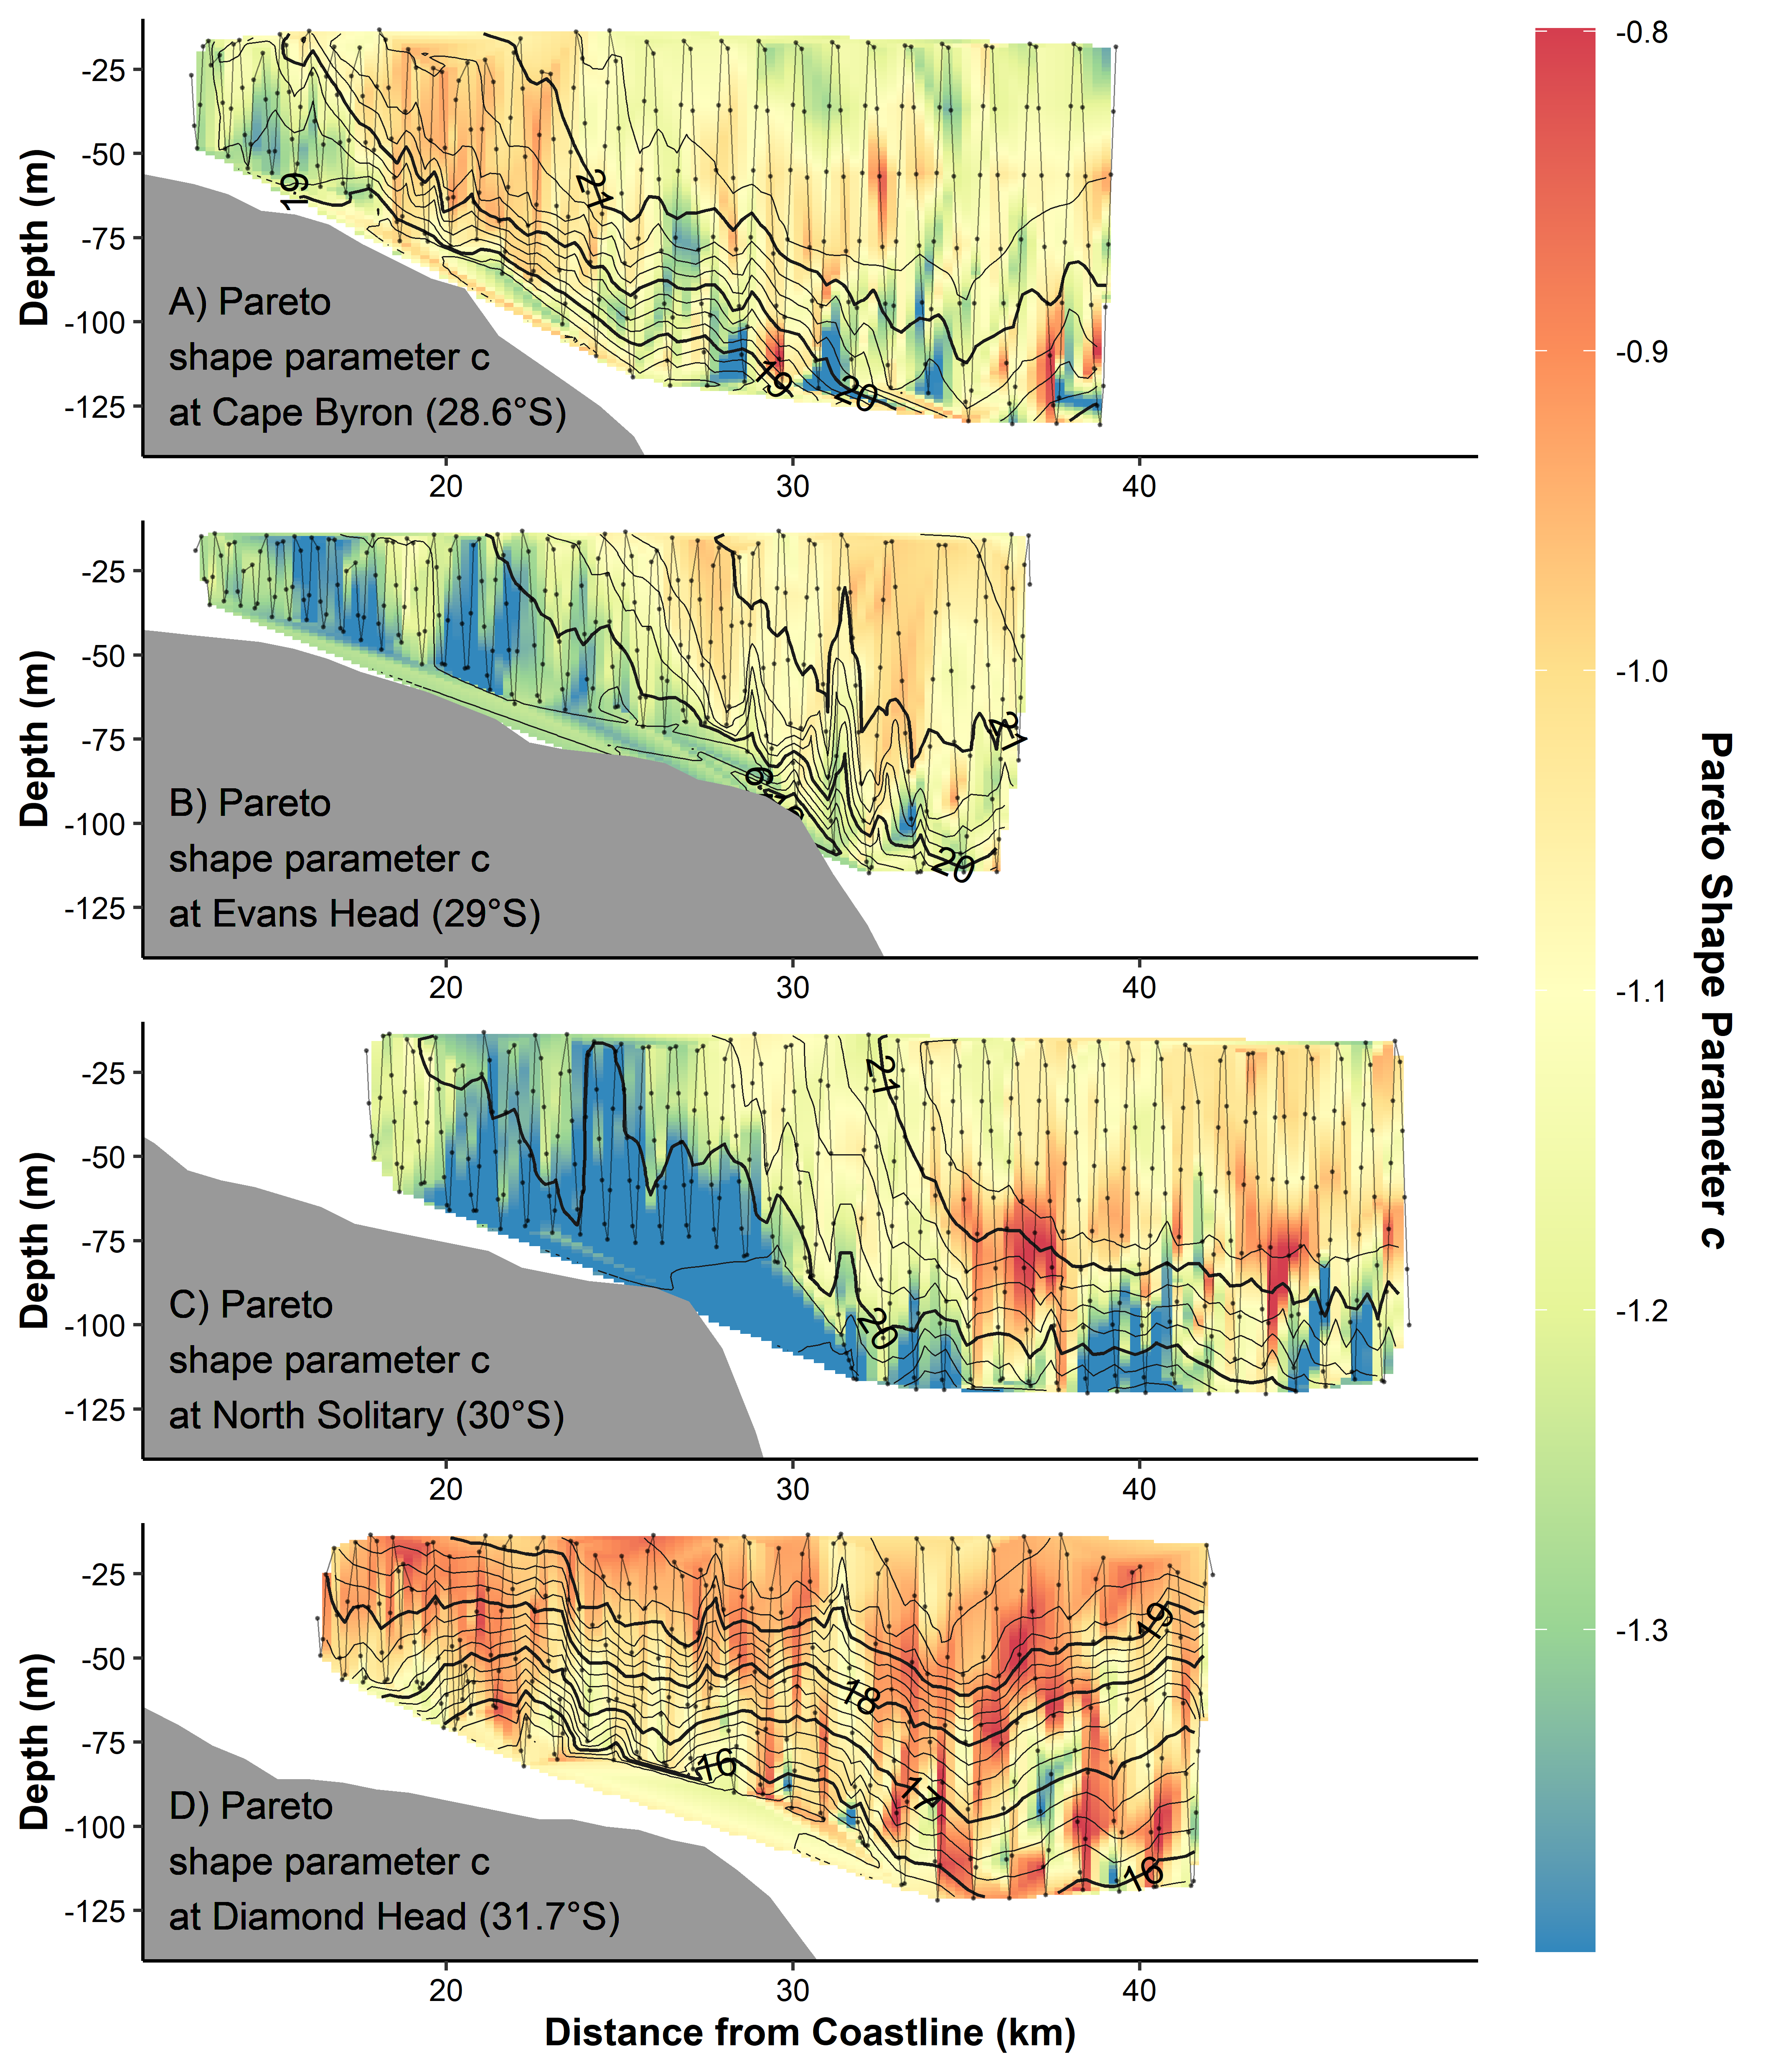 Depth (m)
-25
-50
-75
-100
-125
19
21
19
20
A) Pareto
shape parameter c
at Cape Byron (28.6°S)
20
30
40
Depth (m)
-25
-50
-75
-100
-125
21
20
B) Pareto
shape parameter c
at Evans Head (29°S)
20
30
40
Depth (m)
-25
-50
-75
-100
-125
21
20
C) Pareto
shape parameter c
at North Solitary (30°S)
20
30
40
Depth (m)
-25
-50
-75
-100
-125
19
18
16
17
16
D) Pareto
shape parameter c
at Diamond Head (31.7°S)
20
30
40
Distance from Coastline (km)
-0.8
-0.9
-1.0
-1.1
-1.2
-1.3
Pareto Shape Parameter c